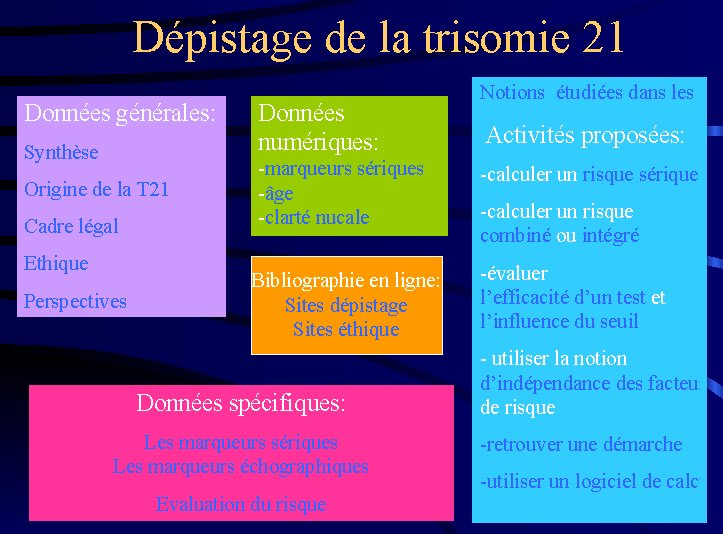 Dépistage de la trisomie 21
Données générales:
Synthèse
Origine de la T21
Cadre légal
Ethique
Perspectives
Données
numériques:
-marqueurs sériques
-âge
-clarté nucale
Bibliographie en ligne:
Sites dépistage
Sites éthique
Données spécifiques:
Les marqueurs sériques
Les marqueurs échographiques
Evaluation du risque
Notions étudiées dans les
Activités proposées:
-calculer un risque sérique
-calculer un risque
combiné ou intégré
-évaluer
l’efficacité d’un test et
l’influence du seuil
- utiliser la notion
d’indépendance des facteu
de risque
-retrouver une démarche
-utiliser un logiciel de calc